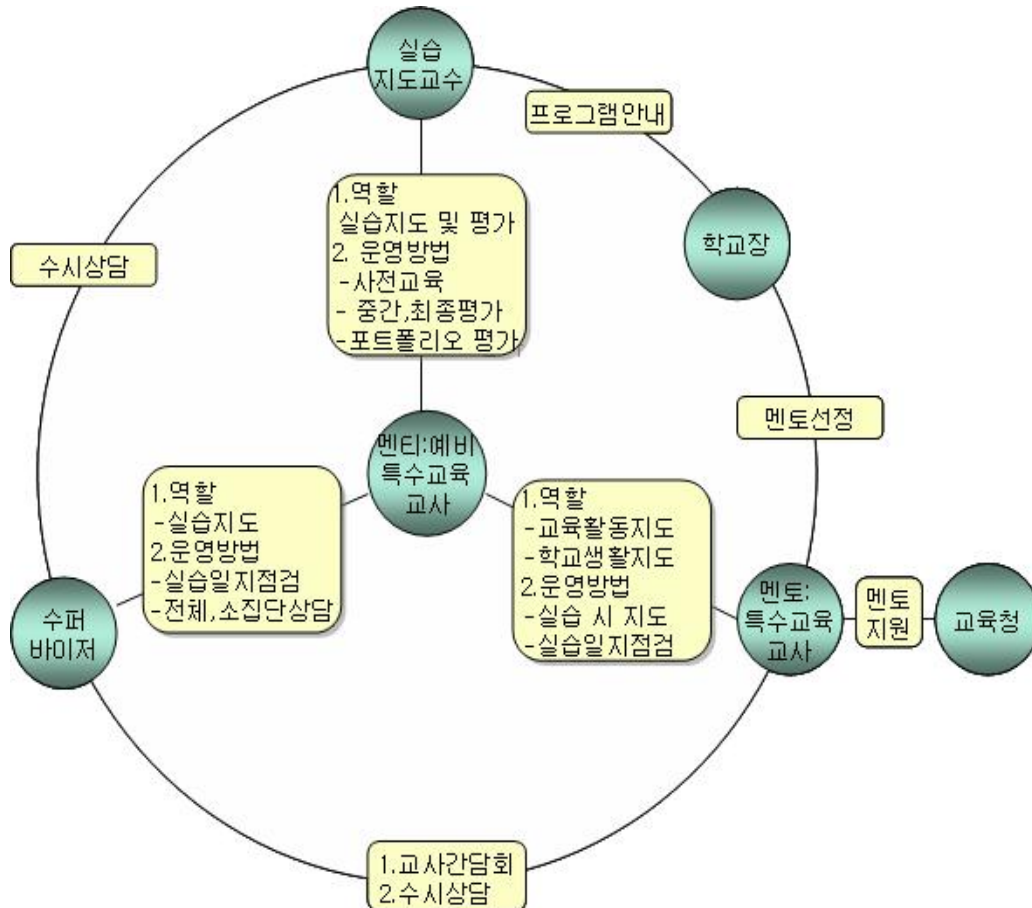 실습
지도교수
프로그램안내
1.역할
실습지도 및 평가
2. 운영방법
-사전교육
- 중간,최종평가
-포트폴리오 평가
학교장
수시상담
멘토선정
멘티:예비
특수교육
교사
1.역할
-실습지도
2.운영방법
-실습일지점검
-전체,소집단상담
1.역할
-교육활동지도
-학교생활지도
2.운영방법
-실습 시 지도
-실습일지점검
수퍼
바이저
멘토:
특수교육
교사
멘토
지원
교육청
1.교사간담회
2.수시상담